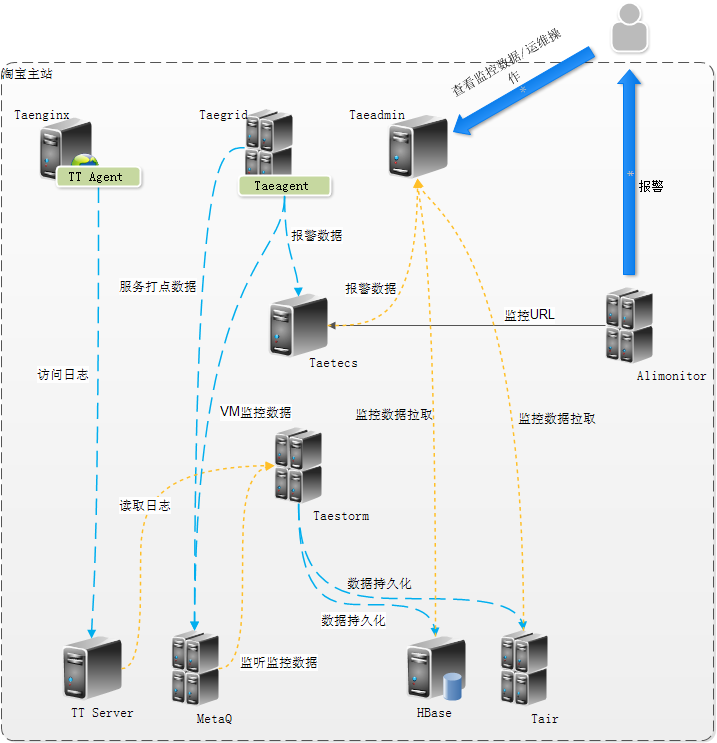 查看监控数据/运维操
作
淘宝主站
Taenginx
Taegrid
Taeadmin
TT Agent
Taeagent
*
*
报警
报警数据
服务打点数据
报警数据
监控URL
Taetecs
Alimonitor
访问日志
VM监控数据
监控数据拉取
监控数据拉取
读取日志
Taestorm
数据持久化
数据持久化
监听监控数据
TT Server
MetaQ
HBase
Tair